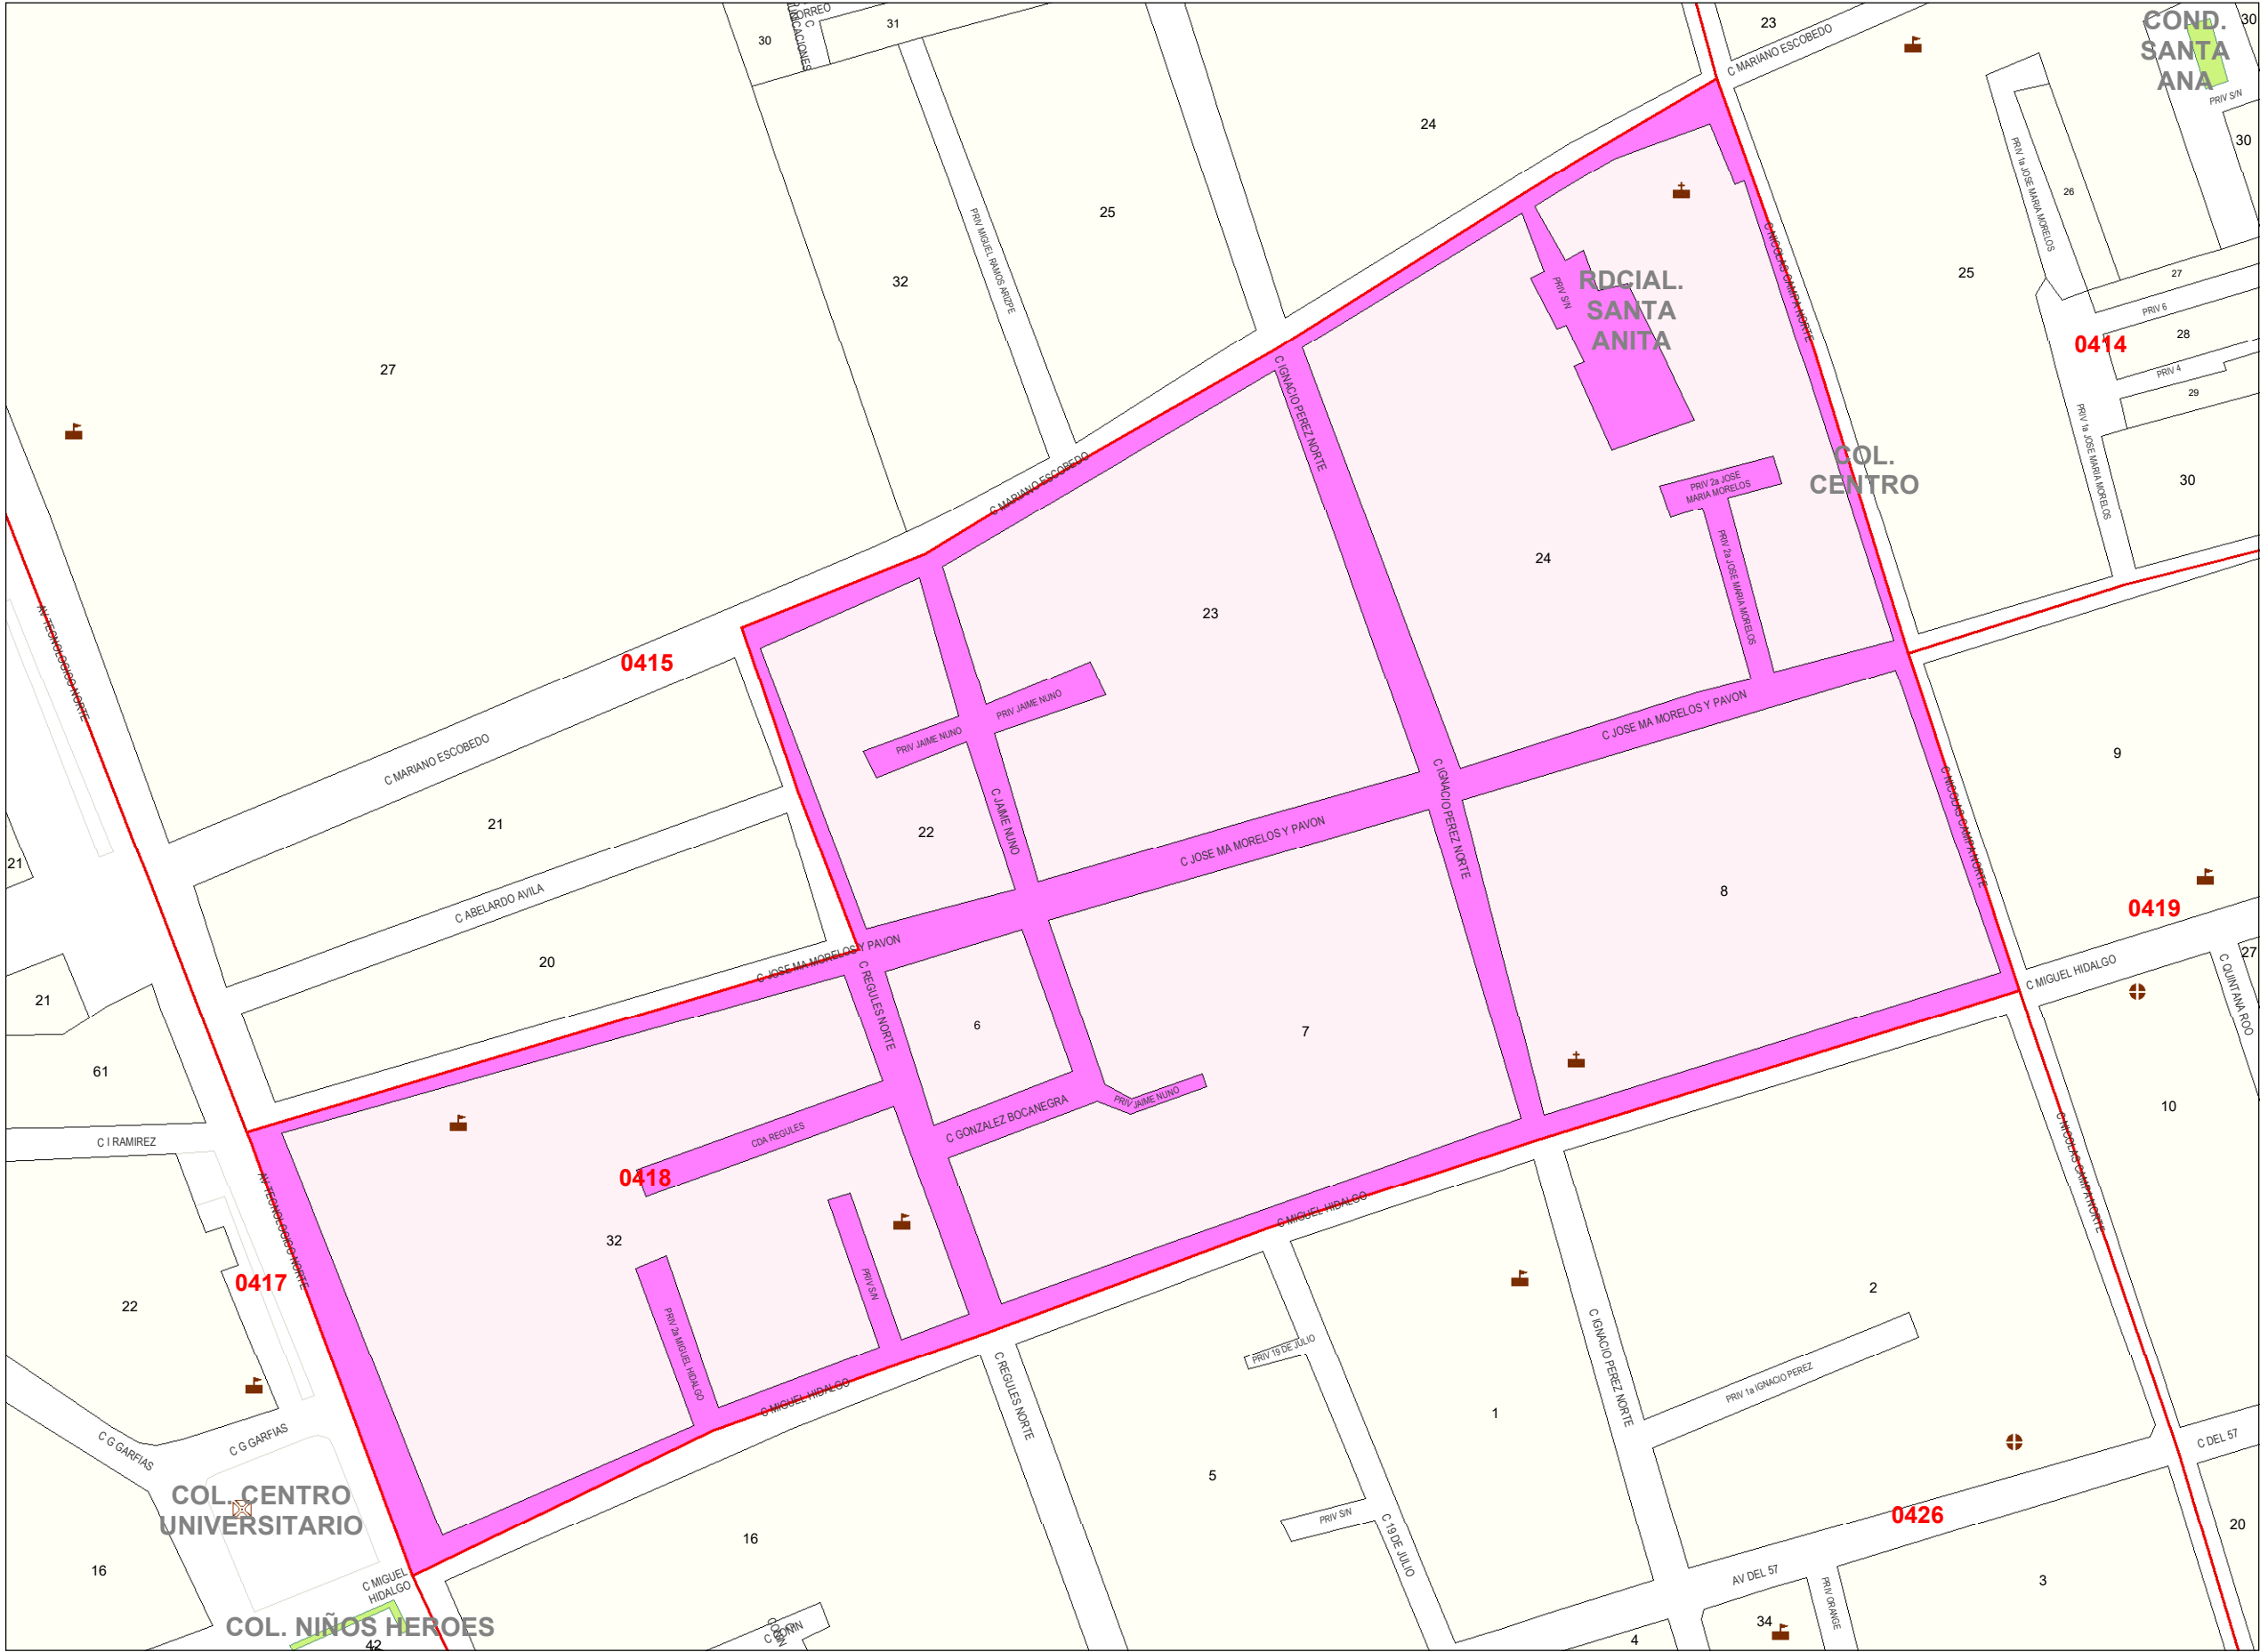 CORREO
30
31
23
C MARIANO ESCOBEDO
COND.
SANTA
ANA
30
PRIV S/N
30
24
25
32
PRIV MIGUEL RAMOS ARIZPE
27
PRIV 1a JOSE MARIA MORELOS
26
25
27
PRIV 6
28
0414
PRIV 4
29
30
PRIV 1a JOSE MARIA MORELOS
C NICOLAS CAMPA NORTE
RDCIAL.
SANTA
ANITA
PRIV S/N
C IGNACIO PEREZ NORTE
COL.
CENTRO
PRIV 2a JOSE
MARIA MORELOS
PRIV 2a JOSE MARIA MORELOS
24
C MARIANO ESCOBEDO
23
AV TECNOLOGICO NORTE
0415
C MARIANO ESCOBEDO
PRIV JAIME NUNO
PRIV JAIME NUNO
C JAIME NUNO
22
C JOSE MA MORELOS Y PAVON
C JOSE MA MORELOS Y PAVON
C IGNACIO PEREZ NORTE
C NICOLAS CAMPA NORTE
9
21
21
C ABELARDO AVILA
20
8
0419
C JOSE MA MORELOS Y PAVON
C REGULES NORTE
C MIGUEL HIDALGO
27
C QUINTANA ROO
21
6
7
61
10
C I RAMIREZ
CDA REGULES
C GONZALEZ BOCANEGRA
PRIV JAIME NUNO
C NICOLAS CAMPA NORTE
0418
AV TECNOLOGICO NORTE
C MIGUEL HIDALGO
32
0417
22
PRIV S/N
PRIV 2a MIGUEL HIDALGO
C MIGUEL HIDALGO
C REGULES NORTE
PRIV 19 DE JULIO
C IGNACIO PEREZ NORTE
2
PRIV 1a IGNACIO PEREZ
1
C G GARFIAS
C G GARFIAS
C DEL 57
5
COL. CENTRO
UNIVERSITARIO
16
PRIV S/N
C 19 DE JULIO
0426
20
16
C MIGUEL
HIDALGO
AV DEL 57
PRIV ORANGE
3
COL. NIÑOS HEROES
42
34
4